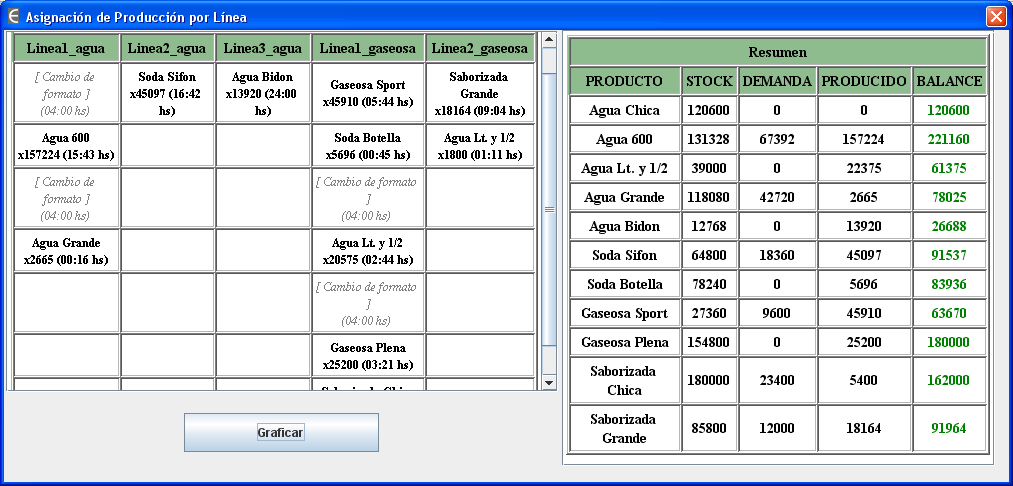 Asignación de Producción por Línea
Linea1_agua Linea2_agua Linea3_agua Linea1_gaseosa Linea2_gaseosa
[ Cambio de
formato ]
(04:00 hs)
Soda Sifon
x45097 (16:42
hs)
Agua Bidon
x13920 (24:00
hs)
Gaseosa Sport
x45910 (05:44 hs)
Saborizada
Grande
x18164 (09:04 hs)
Agua 600
x157224 (15:43 hs)
Soda Botella
x5696 (00:45 hs)
Agua Lt. y 1/2
x1800 (01:11 hs)
[ Cambio de
formato ]
(04:00 hs)
[ Cambio de formato
]
(04:00 hs)
Agua Grande
x2665 (00:16 hs)
Agua Lt. y 1/2
x20575 (02:44 hs)
[ Cambio de formato
]
(04:00 hs)
Gaseosa Plena
x25200 (03:21 hs)
Saborizada Chica
Graficar
Resumen
PRODUCTO STOCK DEMANDA PRODUCIDO BALANCE
Agua Chica 120600 0 0 120600
Agua 600 131328 67392 157224 221160
Agua Lt. y 1/2 39000 0 22375 61375
Agua Grande 118080 42720 2665 78025
Agua Bidon 12768 0 13920 26688
Soda Sifon 64800 18360 45097 91537
Soda Botella 78240 0 5696 83936
Gaseosa Sport 27360 9600 45910 63670
Gaseosa Plena 154800 0 25200 180000
Saborizada
Chica 180000 23400 5400 162000
Saborizada
Grande 85800 12000 18164 91964